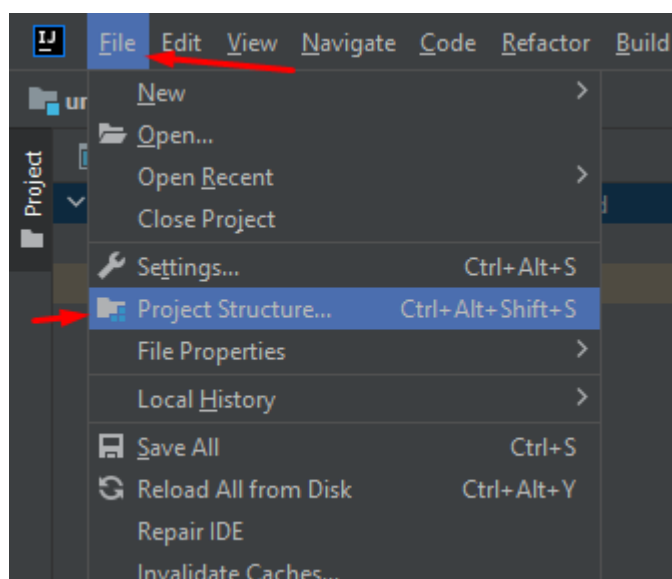 IJ File Edit View Navigate Code Refactor Build
ur
Project
New
Open...
Open Recent
Close Project
Settings... Ctrl+Alt+S
Project Structure... Ctrl+Alt+Shift+S
File Properties
Local History
Save All Ctrl+S
Reload All from Disk Ctrl+Alt+Y
Repair IDE
Invalidate Caches...